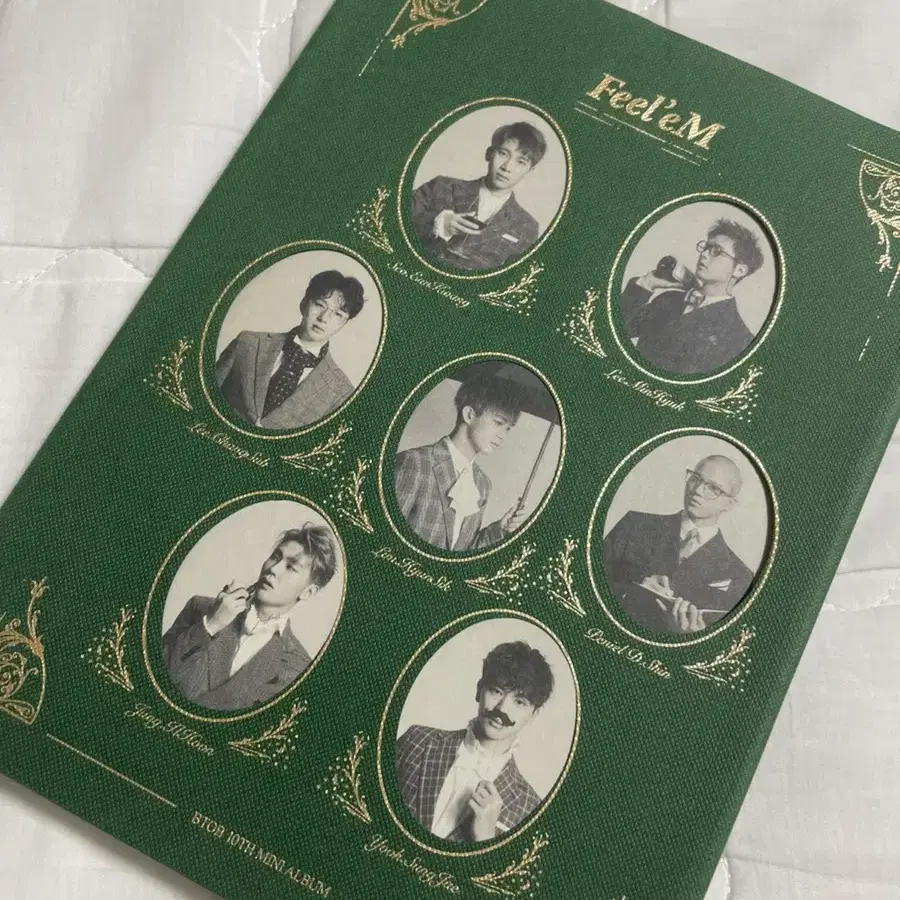 Feel'eM
Seo EunKwang
Lee MinHyuk
Lee ChangSub
Lim HyunSik
Peniel D. Shin
Jung IlHoon
Yook SungJae
BTOB 10TH MINI ALBUM